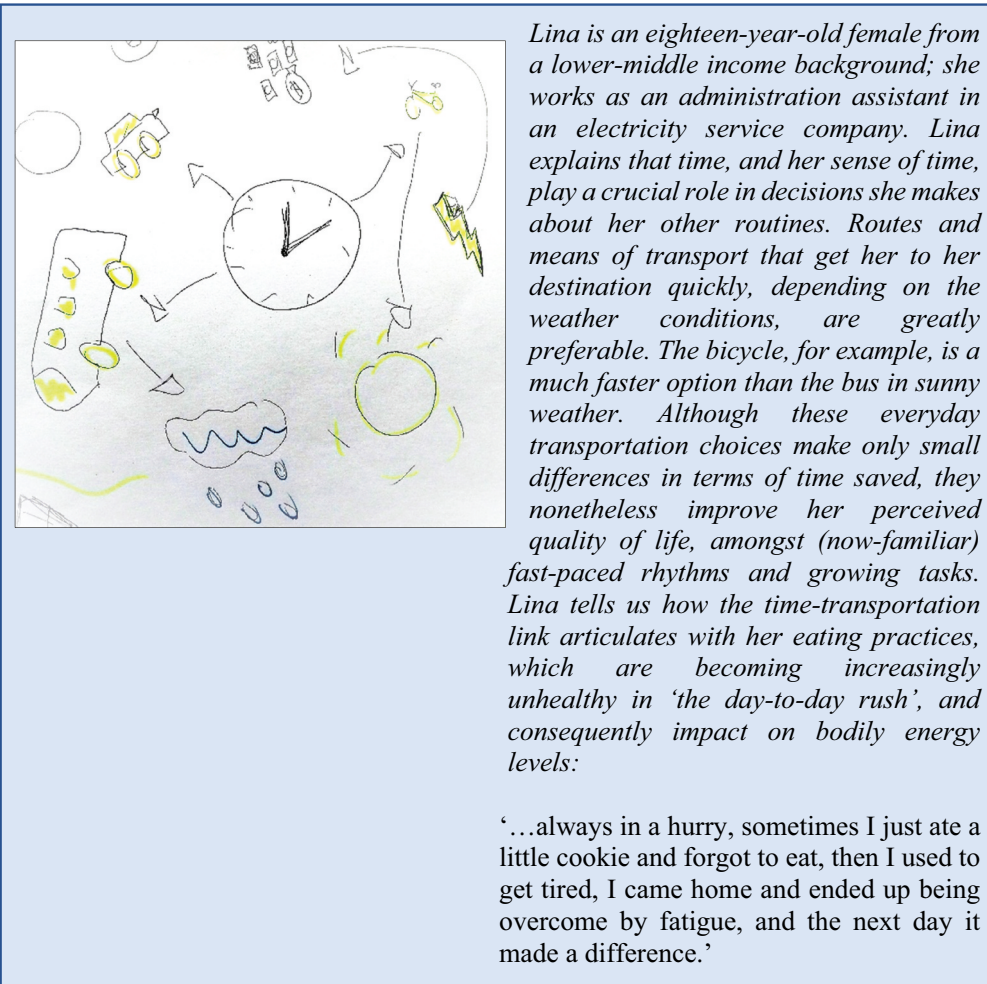 Lina is an eighteen-year-old female from
a lower-middle income background; she
works as an administration assistant in
an electricity service company. Lina
explains that time, and her sense of time,
play a crucial role in decisions she makes
about her other routines. Routes and
means of transport that get her to her
destination quickly, depending on the
weather conditions, are greatly
preferable. The bicycle, for example, is a
much faster option than the bus in sunny
weather. Although these everyday
transportation choices make only small
differences in terms of time saved, they
nonetheless improve her perceived
quality of life, amongst (now-familiar)
fast-paced rhythms and growing tasks.
Lina tells us how the time-transportation
link articulates with her eating practices,
which are becoming increasingly
unhealthy in ‘the day-to-day rush’, and
consequently impact on bodily energy
levels:
‘…always in a hurry, sometimes I just ate a
little cookie and forgot to eat, then I used to
get tired, I came home and ended up being
overcome by fatigue, and the next day it
made a difference.’